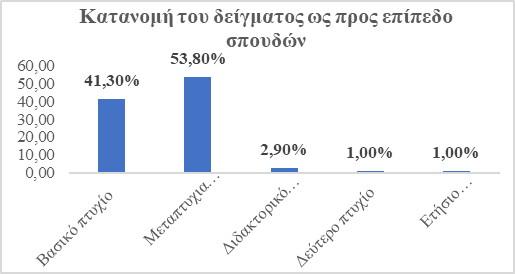 Κατανομή του δείγματος ως προς επίπεδο
σπουδών
60,00
50,00
40,00
30,00
20,00
10,00
0,00
41,30%
53,80%
2,90%
1,00%
1,00%
Βασικό πτυχίο
Μεταπτυχια…
Διδακτορικό…
Δεύτερο πτυχίο
Ετήσιο…